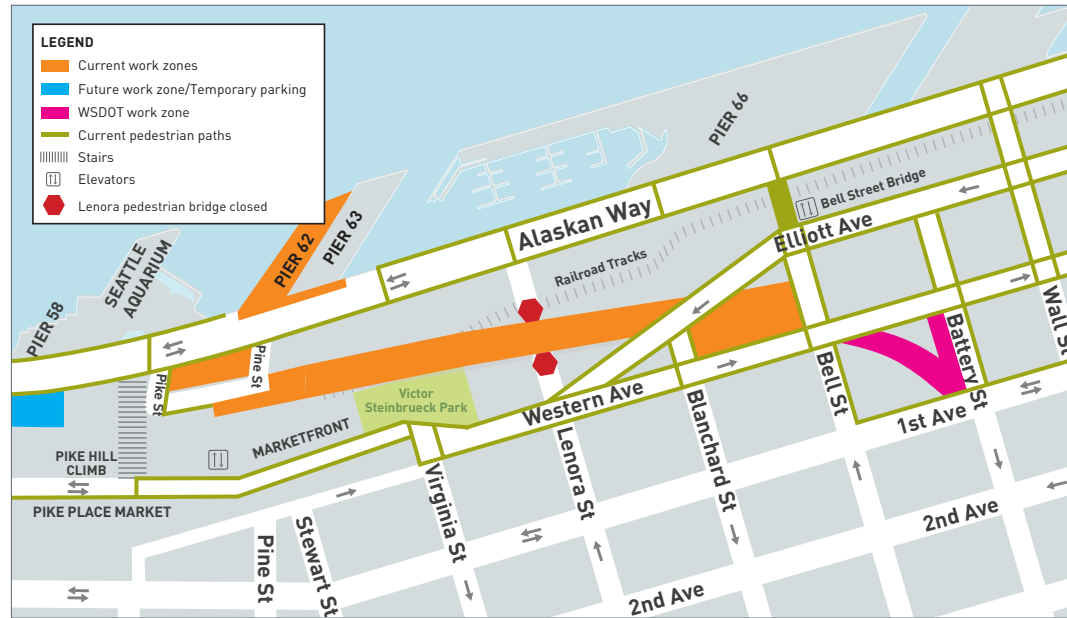 LEGEND
Current work zones
Future work zone/Temporary parking
WSDOT work zone
Current pedestrian paths
Stairs
Elevators
Lenora pedestrian bridge closed
PIER 66
PIER 62
PIER 63
SEATTLE
AQUARIUM
PIER 58
Alaskan Way
Bell Street Bridge
Elliott Ave
Railroad Tracks
Wall St
Battery St
Pine St
Pike St
Victor
Steinbrueck Park
Western Ave
Bell St
1st Ave
MARKETFRONT
PIKE HILL
CLIMB
PIKE PLACE MARKET
Virginia St
Lenora St
Blanchard St
2nd Ave
Pine St
Stewart St
2nd Ave